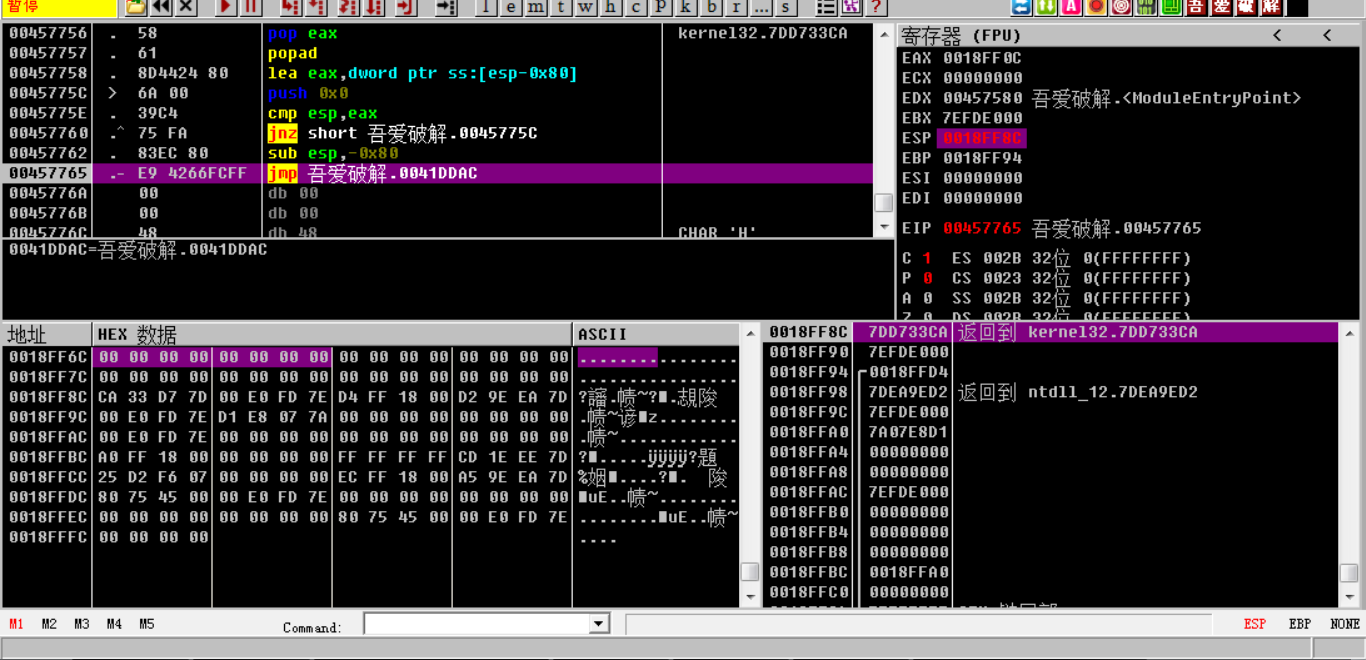 暂停
l e m t w h c P k b r ... s ?
吾 爱 破 解
00457756 . 58 pop eax kernel32.7DD733CA
00457757 . 61 popad
00457758 . 8D4424 80 lea eax,dword ptr ss:[esp-0x80]
0045775C > 6A 00 push 0x0
0045775E . 39C4 cmp esp,eax
00457760 .^ 75 FA jnz short 吾爱破解.0045775C
00457762 . 83EC 80 sub esp,-0x80
00457765 .- E9 4266FCFF jmp 吾爱破解.0041DDAC
0045776A 00 db 00
0045776B 00 db 00
0045776C 48 db 48 CHAR 'H'
0041DDAC=吾爱破解.0041DDAC
寄存器 (FPU) < <
EAX 0018FF0C
ECX 00000000
EDX 00457580 吾爱破解.<ModuleEntryPoint>
EBX 7EFDE000
ESP 0018FF8C
EBP 0018FF94
ESI 00000000
EDI 00000000
EIP 00457765 吾爱破解.00457765
C 1 ES 002B 32位 0(FFFFFFFF)
P 0 CS 0023 32位 0(FFFFFFFF)
A 0 SS 002B 32位 0(FFFFFFFF)
Z 0 DS 002B 32位 0(FFFFFFFF)
地址 HEX 数据 ASCII
0018FF6C 00 00 00 00 00 00 00 00 00 00 00 00 00 00 00 00 ................
0018FF7C 00 00 00 00 00 00 00 00 00 00 00 00 00 00 00 00 ................
0018FF8C CA 33 D7 7D 00 E0 FD 7E D4 FF 18 00 D2 9E EA 7D
0018FF9C 00 E0 FD 7E D1 E8 07 7A 00 00 00 00 00 00 00 00
0018FFAC 00 E0 FD 7E 00 00 00 00 00 00 00 00 00 00 00 00
0018FFBC A0 FF 18 00 00 00 00 00 FF FF FF FF CD 1E EE 7D
0018FFCC 25 D2 F6 07 00 00 00 00 EC FF 18 00 A5 9E EA 7D
0018FFDC 80 75 45 00 00 E0 FD 7E 00 00 00 00 00 00 00 00
0018FFEC 00 00 00 00 00 00 00 00 80 75 45 00 00 E0 FD 7E
0018FFFC 00 00 00 00 ....
0018FF8C 7DD733CA 返回到 kernel32.7DD733CA
0018FF90 7EFDE000
0018FF94 0018FFD4
0018FF98 7DEA9ED2 返回到 ntdll_12.7DEA9ED2
0018FF9C 7EFDE000
0018FFA0 7A07E8D1
0018FFA4 00000000
0018FFA8 00000000
0018FFAC 7EFDE000
0018FFB0 00000000
0018FFB4 00000000
0018FFB8 00000000
0018FFBC 0018FFA0
0018FFC0 00000000
M1 M2 M3 M4 M5 Command: ESP EBP NONE